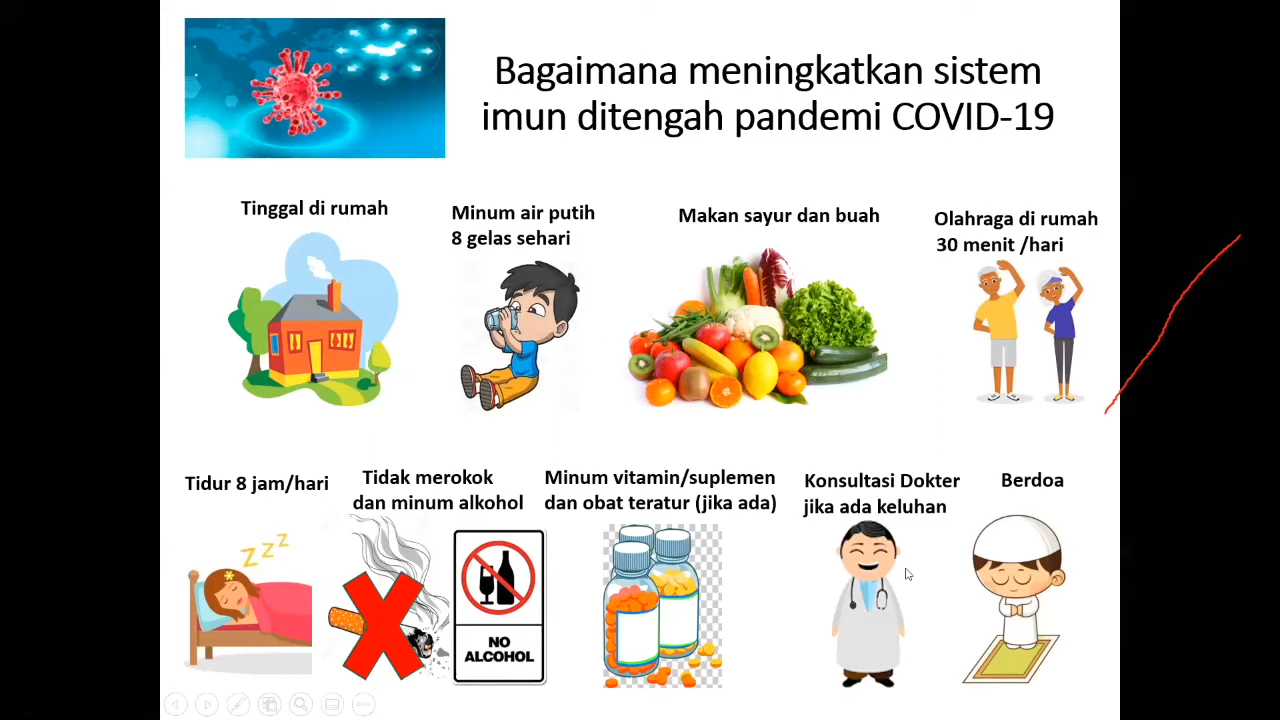 Bagaimana meningkatkan sistem
imun ditengah pandemi COVID-19
Tinggal di rumah
Minum air putih
8 gelas sehari
Makan sayur dan buah
Olahraga di rumah
30 menit /hari
Tidur 8 jam/hari
Tidak merokok
dan minum alkohol
Minum vitamin/suplemen
dan obat teratur (jika ada)
Konsultasi Dokter
jika ada keluhan
Berdoa
Z Z Z
NO
ALCOHOL